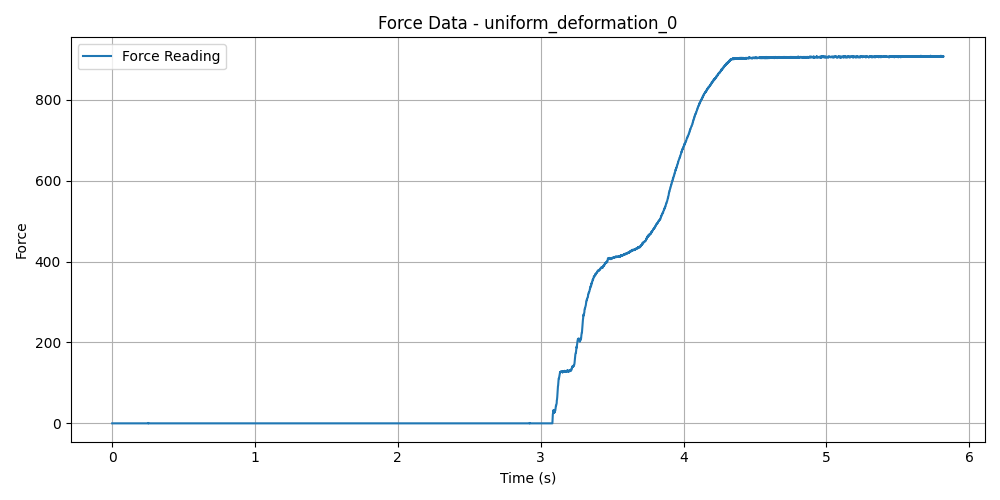 Force Data - uniform_deformation_0
Force Reading
800
600
400
200
0
Force
0 1 2 3 4 5 6
Time (s)